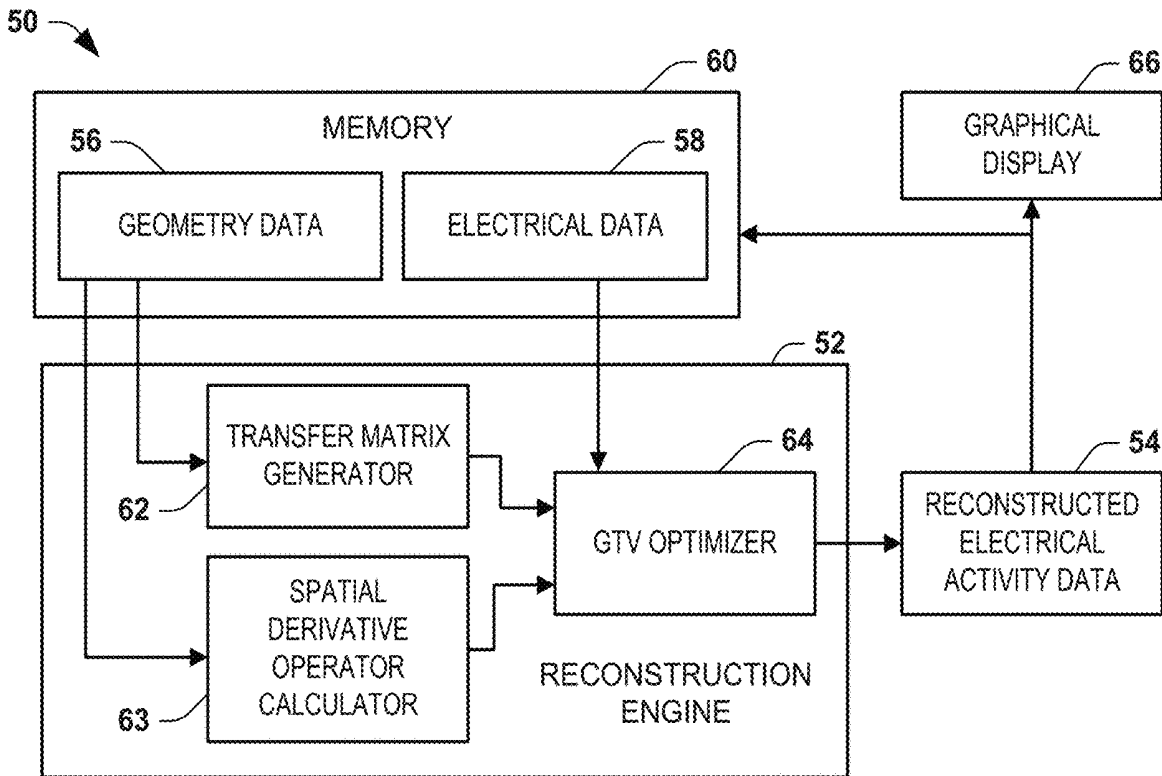 50
60
66
MEMORY
GRAPHICAL
DISPLAY
56
58
GEOMETRY DATA
ELECTRICAL DATA
52
TRANSFER MATRIX
GENERATOR
62
64
54
GTV OPTIMIZER
RECONSTRUCTED
ELECTRICAL
ACTIVITY DATA
SPATIAL
DERIVATIVE
OPERATOR
CALCULATOR
63
RECONSTRUCTION
ENGINE